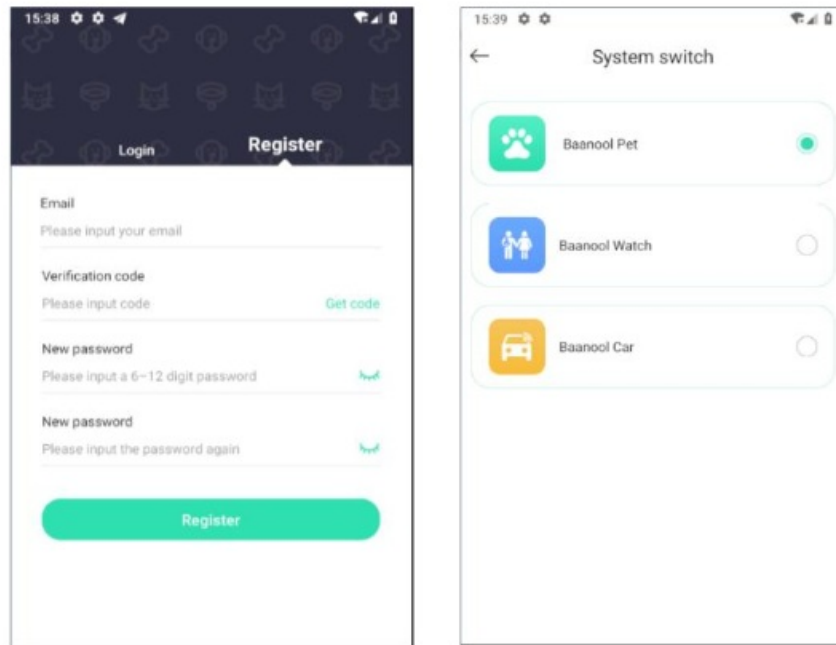 15:38
Login
Register
Email
Please input your email
Verification code
Please input code Get code
New password
Please input a 6-12 digit password
New password
Please input the password again
Register
15:39
System switch
Baanool Pet
Baanool Watch
Baanool Car